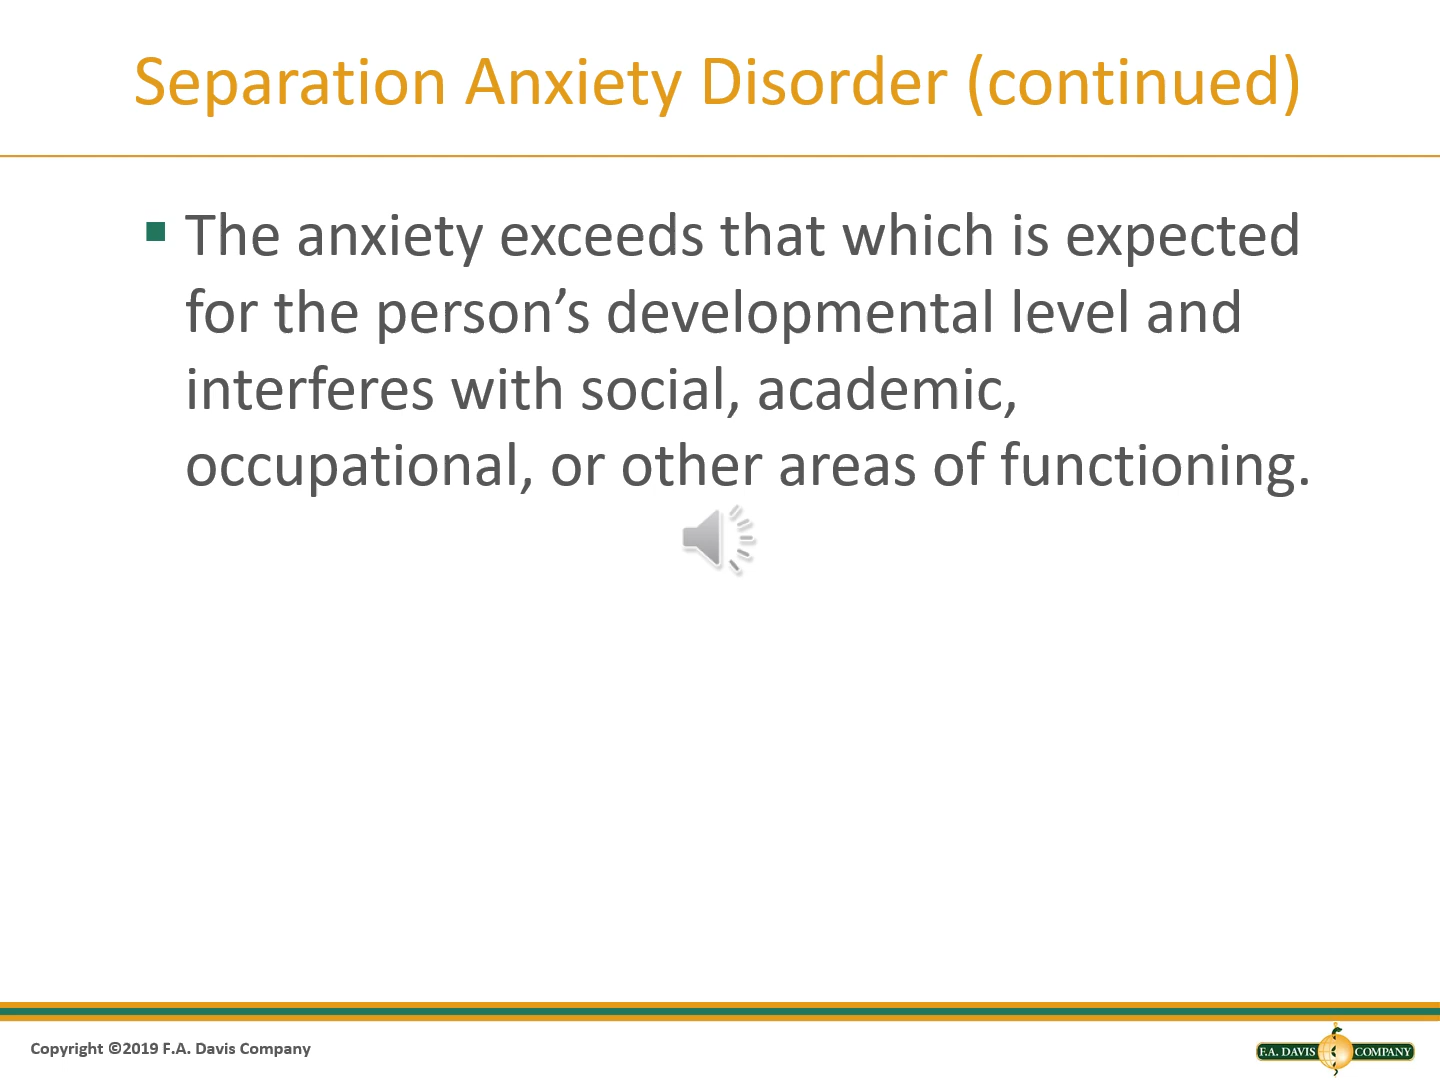 Separation Anxiety Disorder (continued)
The anxiety exceeds that which is expected
for the person’s developmental level and
interferes with social, academic,
occupational, or other areas of functioning.
Copyright ©2019 F.A. Davis Company
F.A. DAVIS COMPANY